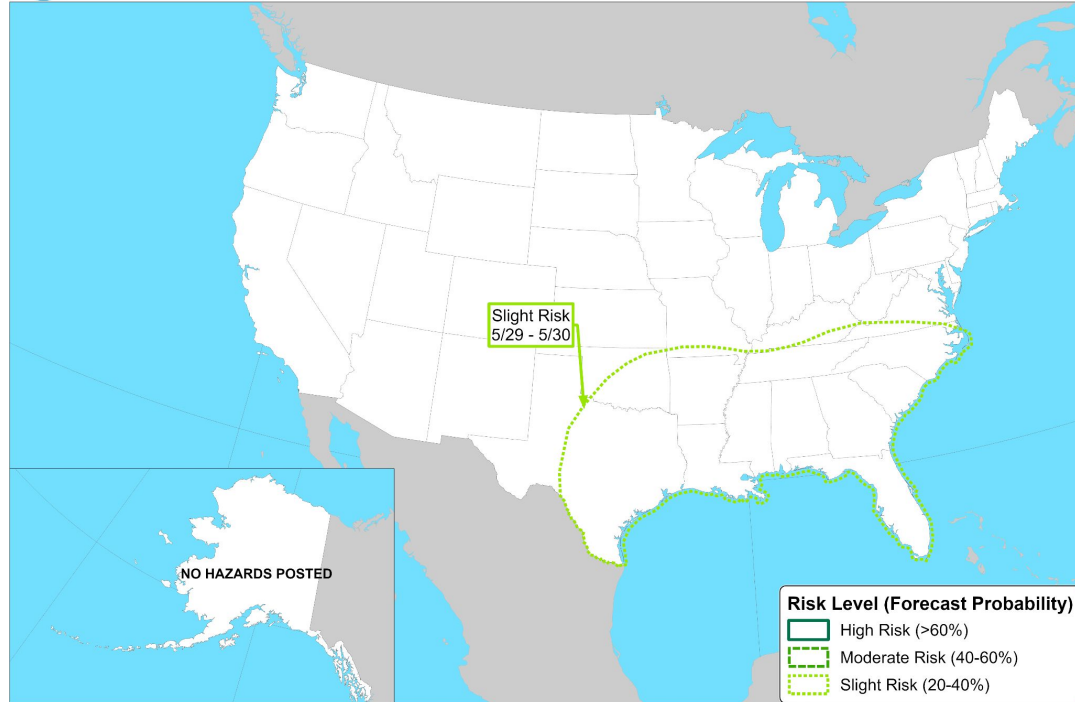 Slight Risk
5/29 - 5/30
NO HAZARDS POSTED
Risk Level (Forecast Probability)
High Risk (>60%)
Moderate Risk (40-60%)
Slight Risk (20-40%)